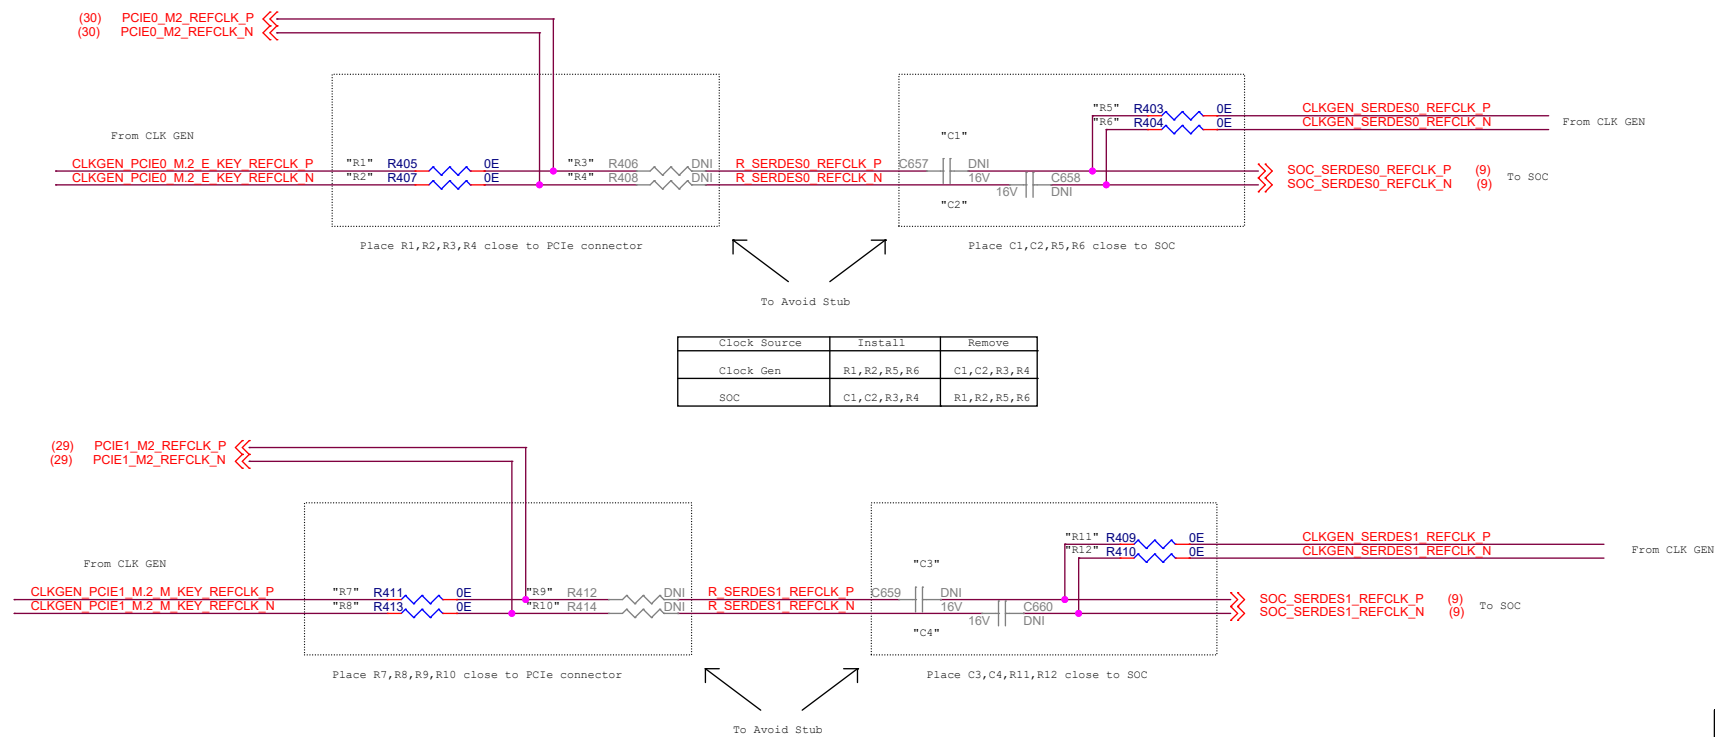 (30) PCIE0_M2_REFCLK_P
(30) PCIE0_M2_REFCLK_N
"R5" R403 0E CLKGEN_SERDES0_REFCLK_P
"R6" R404 0E CLKGEN_SERDES0_REFCLK_N
From CLK GEN
From CLK GEN
"C1"
CLKGEN_PCIE0_M.2_E_KEY_REFCLK_P "R1" R405 0E "R3" R406 DNI R_SERDES0_REFCLK_P C657 DNI SOC_SERDES0_REFCLK_P (9)
16V
CLKGEN_PCIE0_M.2_E_KEY_REFCLK_N "R2" R407 0E "R4" R408 DNI R_SERDES0_REFCLK_N C658 SOC_SERDES0_REFCLK_N (9)
To SOC
16V DNI
"C2"
Place R1,R2,R3,R4 close to PCIe connector
Place C1,C2,R5,R6 close to SOC
To Avoid Stub
Clock Source Install Remove
Clock Gen R1,R2,R5,R6 C1,C2,R3,R4
SOC C1,C2,R3,R4 R1,R2,R5,R6
(29) PCIE1_M2_REFCLK_P
(29) PCIE1_M2_REFCLK_N
"R11" R409 0E CLKGEN_SERDES1_REFCLK_P
"R12" R410 0E CLKGEN_SERDES1_REFCLK_N
From CLK GEN
From CLK GEN
"C3"
CLKGEN_PCIE1_M.2_M_KEY_REFCLK_P "R7" R411 0E "R9" R412 DNI R_SERDES1_REFCLK_P C659 DNI SOC_SERDES1_REFCLK_P (9)
16V
CLKGEN_PCIE1_M.2_M_KEY_REFCLK_N "R8" R413 0E "R10" R414 DNI R_SERDES1_REFCLK_N C660 SOC_SERDES1_REFCLK_N (9)
To SOC
16V DNI
"C4"
Place R7,R8,R9,R10 close to PCIe connector
Place C3,C4,R11,R12 close to SOC
To Avoid Stub